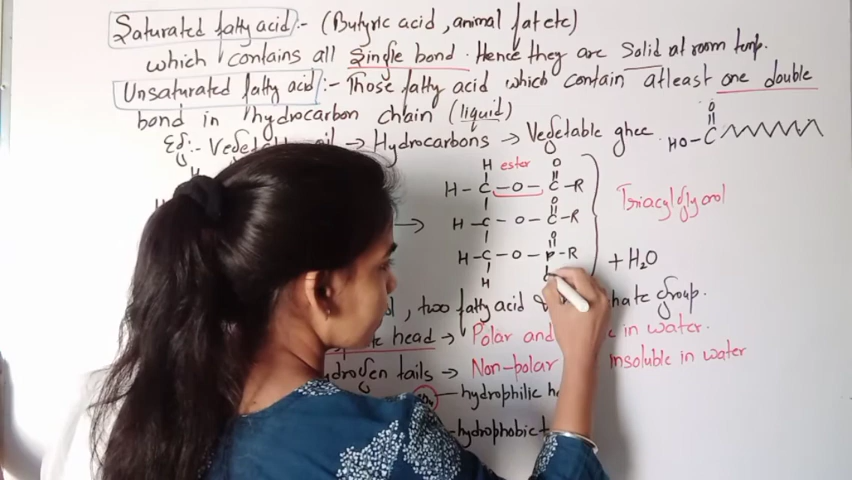 Saturated fatty acid :- (Butyric acid, animal fat etc)
which contains all Single bond. Hence they are Solid at room temp.
Unsaturated fatty acid :- Those fatty acid which contain atleast one double
bond in hydrocarbon chain (liquid)
Eg :- → Hydrocarbons → Vegetable ghee
O
HO-C
H ester O
H-C-O-C-R
O
H-C-O-C-R
O
H-C-O-P-R
H
Triacylglyrol
→
+ H2O
two fatty acid group.
head → Polar and in water.
tails → Non-polar insoluble in water
hydrophilic
hydrophobic